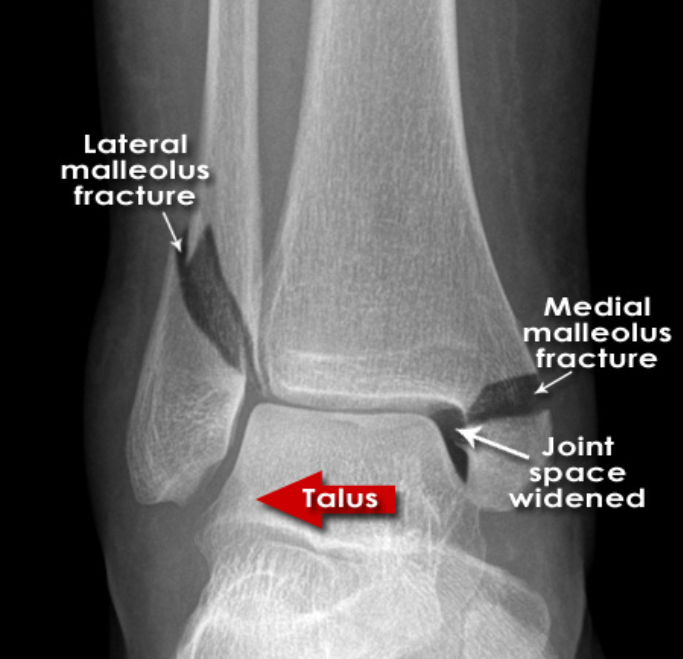 Lateral
malleolus
fracture
Medial
malleolus
fracture
Joint
space
widened
Talus